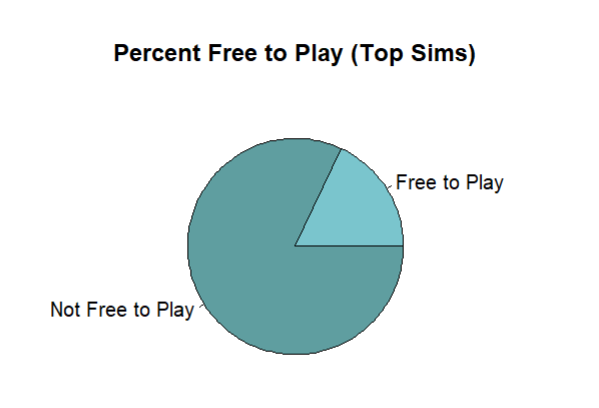 Percent Free to Play (Top Sims)
Free to Play
Not Free to Play